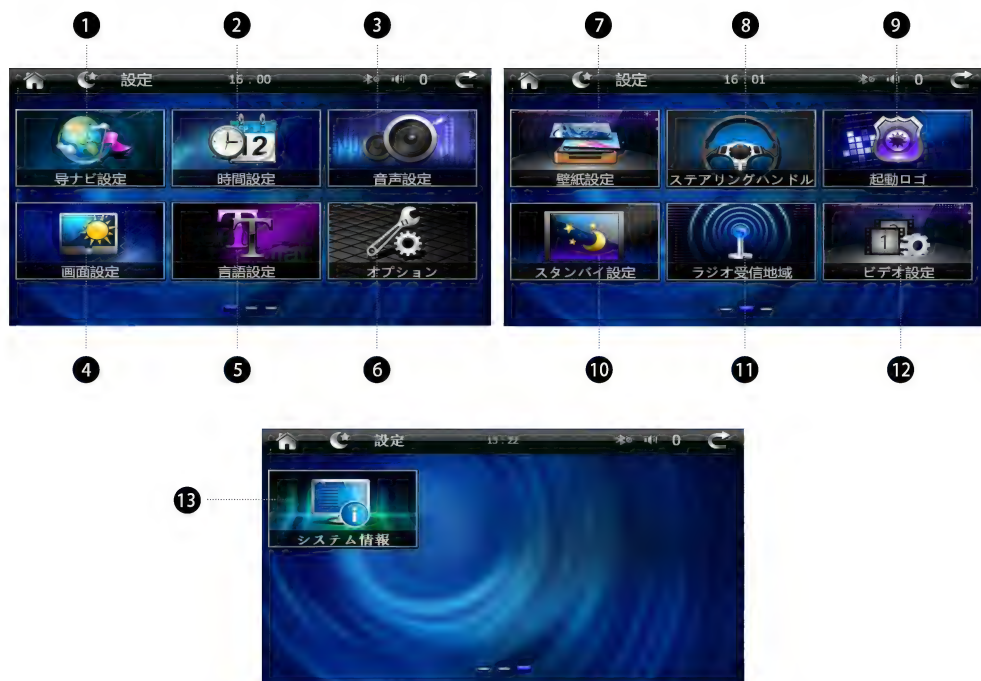 1 2 3
7 8 9
設定 16 : 00 0
設定 16 : 01 0
SEP
12
导ナビ設定 時間設定 音声設定
壁紙設定 ステアリングハンドル 起動ロゴ
T T
1
画面設定 言語設定 オプション
スタンバイ設定 ラジオ受信地域 ビデオ設定
4 5 6
10 11 12
設定 15 : 22 0
13
i
システム情報